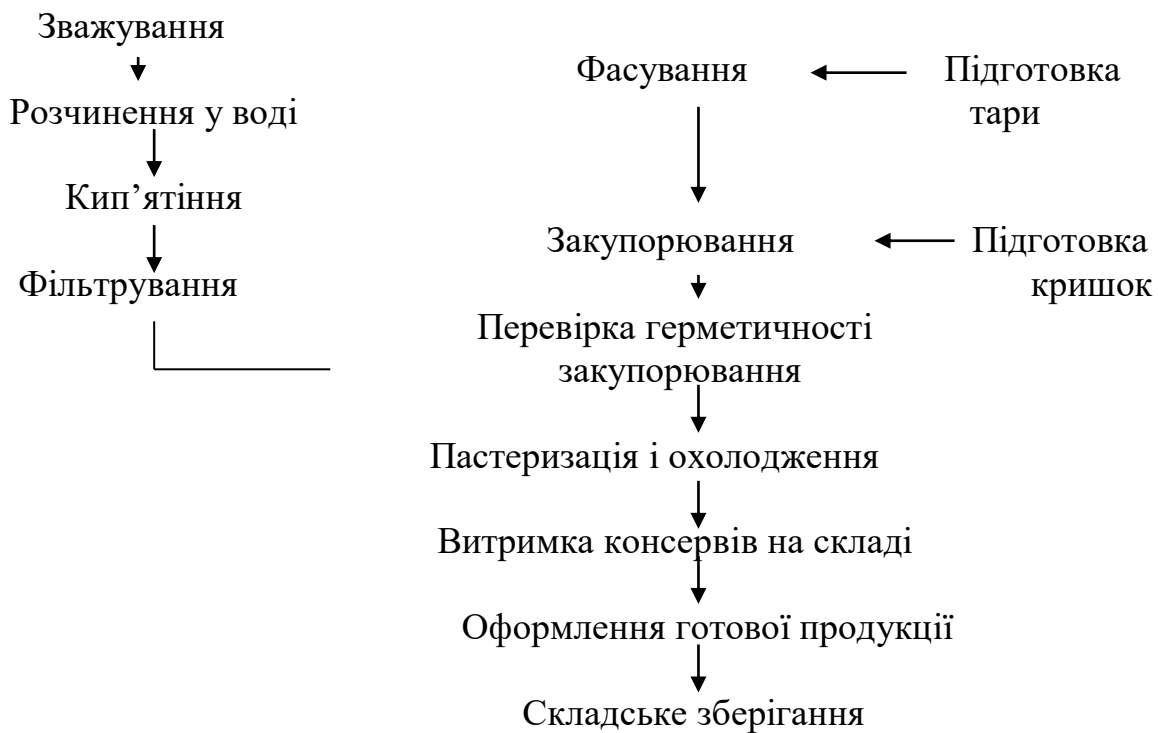 Зважування
Фасування
Підготовка
тари
Розчинення у воді
Кип’ятіння
Закупорювання
Підготовка
кришок
Фільтрування
Перевірка герметичності
закупорювання
Пастеризація і охолодження
Витримка консервів на складі
Оформлення готової продукції
Складське зберігання